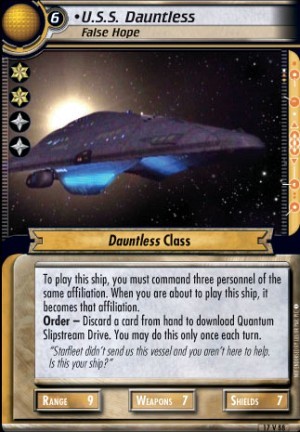 6
•U.S.S. Dauntless
False Hope
Dauntless Class
To play this ship, you must command three personnel of the
same affiliation. When you are about to play this ship, it
becomes that affiliation.
Order – Discard a card from hand to download Quantum
Slipstream Drive. You may do this only once each turn.
"Starfleet didn't send us this vessel and you aren't here to help.
Is this your ship?"
RANGE 9
WEAPONS 7
SHIELDS 7
17 V 88